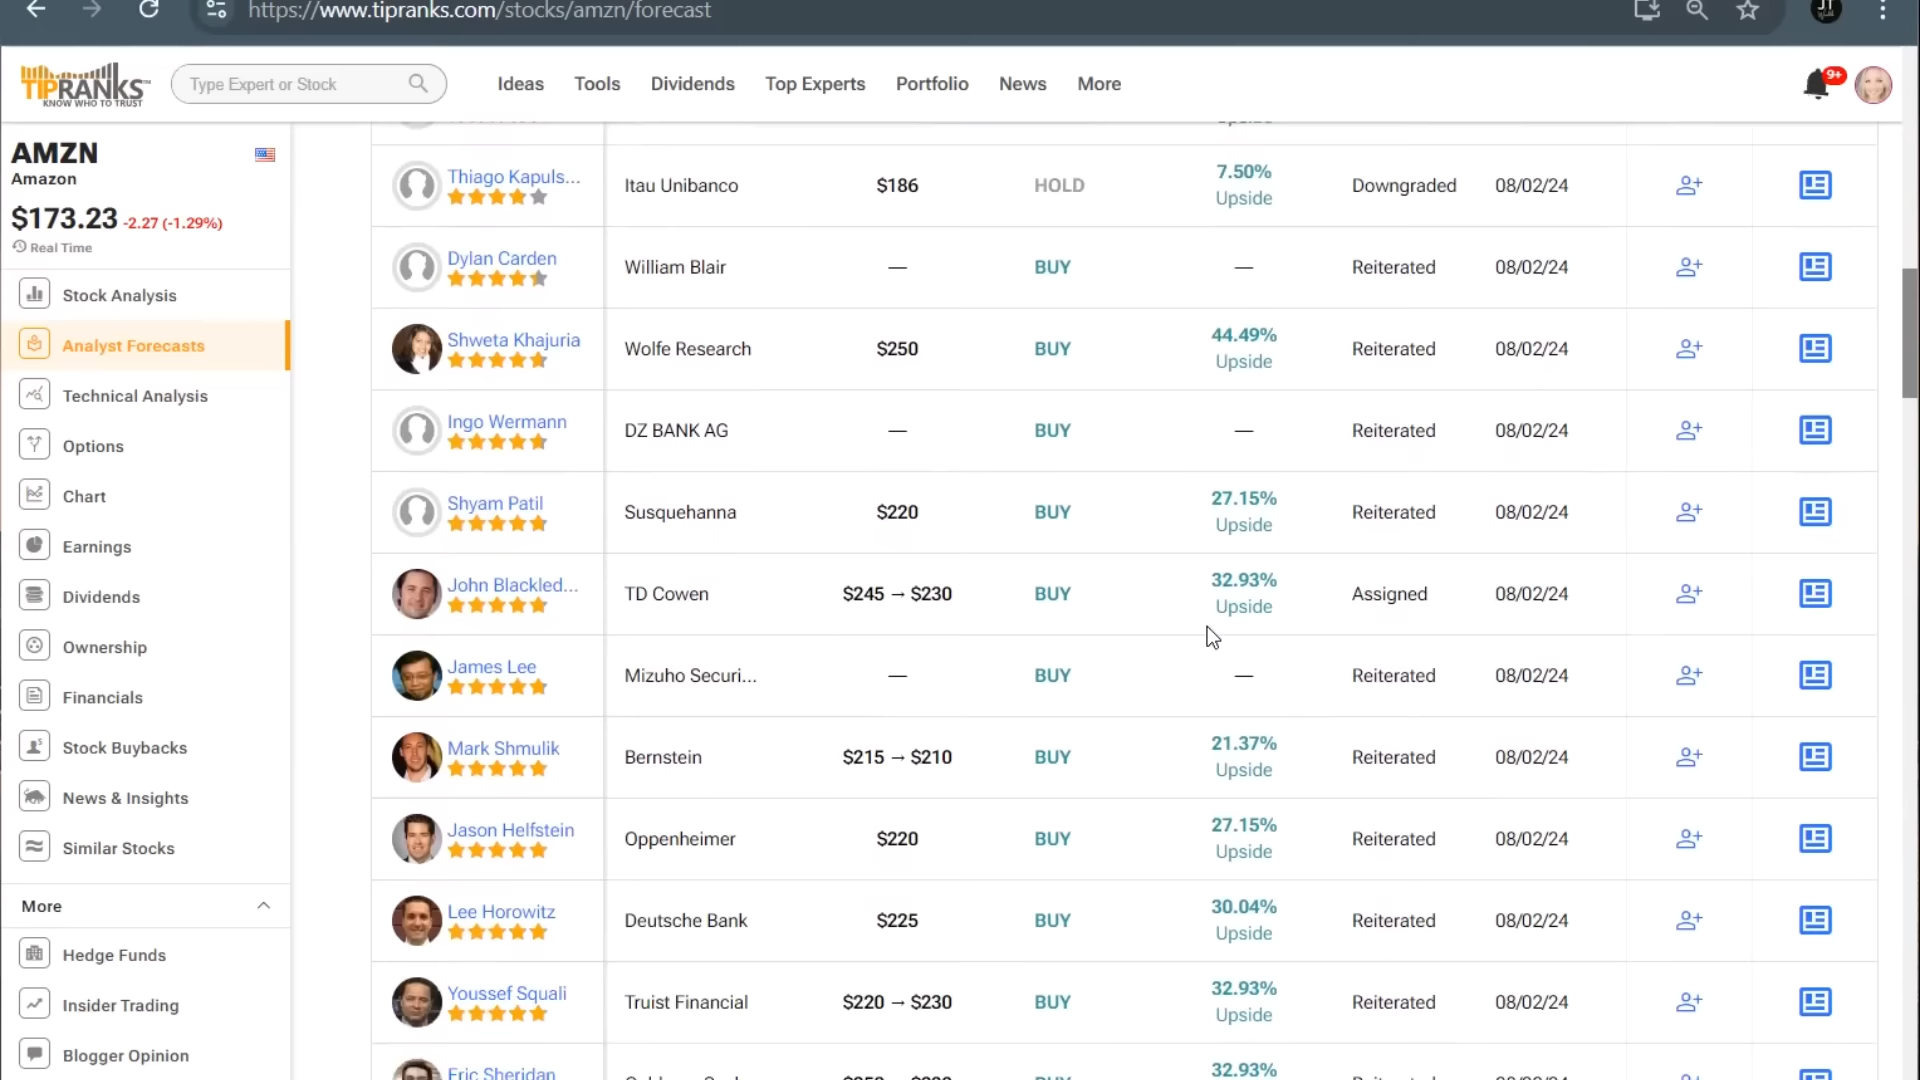 https://www.tipranks.com/stocks/amzn/forecast
JT
TIPRANKS
KNOW WHO TO TRUST
Type Expert or Stock
Ideas
Tools
Dividends
Top Experts
Portfolio
News
More
9+
AMZN
Amazon
$173.23 -2.27 (-1.29%)
Real Time
Stock Analysis
Analyst Forecasts
Technical Analysis
Options
Chart
Earnings
Dividends
Ownership
Financials
Stock Buybacks
News & Insights
Similar Stocks
More
Hedge Funds
Insider Trading
Blogger Opinion
Upside
Thiago Kapuls... Itau Unibanco $186 HOLD 7.50% Upside Downgraded 08/02/24
Dylan Carden William Blair — BUY — Reiterated 08/02/24
Shweta Khajuria Wolfe Research $250 BUY 44.49% Upside Reiterated 08/02/24
Ingo Wermann DZ BANK AG — BUY — Reiterated 08/02/24
Shyam Patil Susquehanna $220 BUY 27.15% Upside Reiterated 08/02/24
John Blackled... TD Cowen $245 → $230 BUY 32.93% Upside Assigned 08/02/24
James Lee Mizuho Securi... — BUY — Reiterated 08/02/24
Mark Shmulik Bernstein $215 → $210 BUY 21.37% Upside Reiterated 08/02/24
Jason Helfstein Oppenheimer $220 BUY 27.15% Upside Reiterated 08/02/24
Lee Horowitz Deutsche Bank $225 BUY 30.04% Upside Reiterated 08/02/24
Youssef Squali Truist Financial $220 → $230 BUY 32.93% Upside Reiterated 08/02/24
Eric Sheridan 32.93%